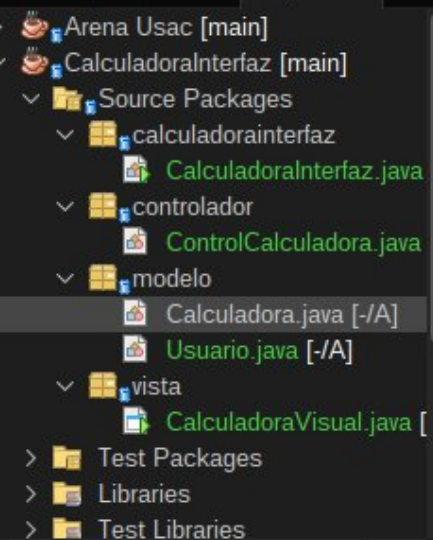 Arena Usac [main]
CalculadoraInterfaz [main]
Source Packages
calculadorainterfaz
CalculadoraInterfaz.java
controlador
ControlCalculadora.java
modelo
Calculadora.java [-/A]
Usuario.java [-/A]
vista
CalculadoraVisual.java [
Test Packages
Libraries
Test Libraries